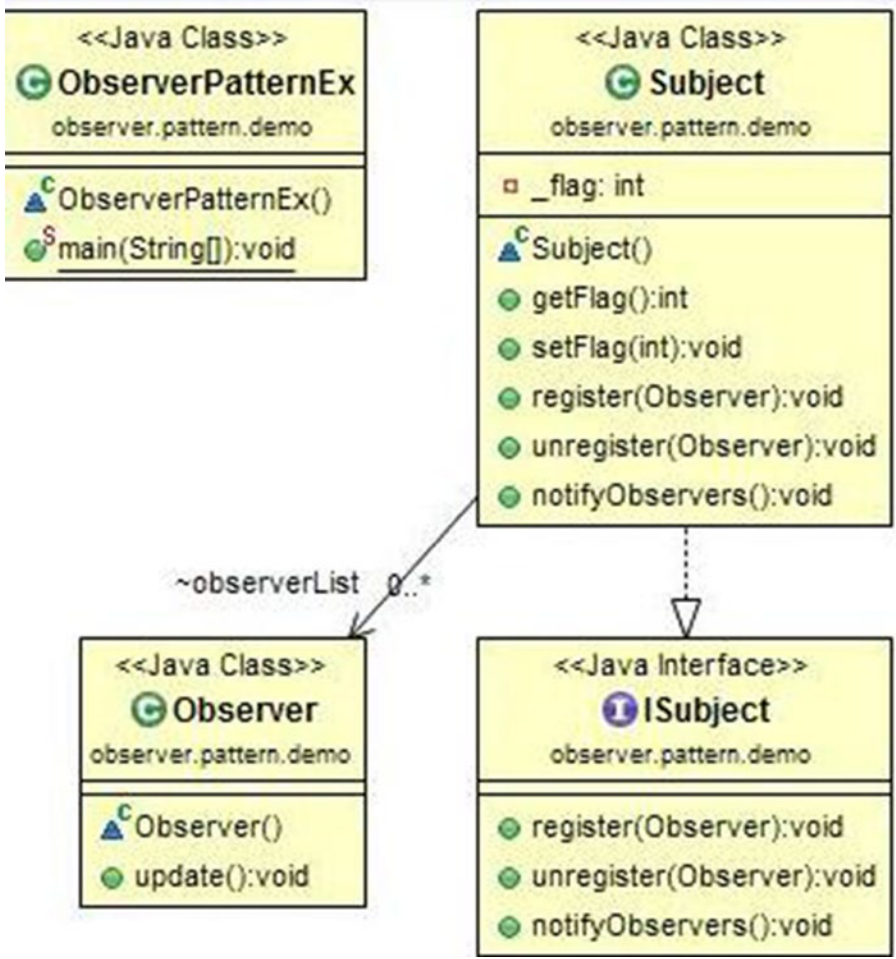 <<Java Class>>
ObserverPatternEx
observer.pattern.demo
ObserverPatternEx()
main(String[]):void
<<Java Class>>
Subject
observer.pattern.demo
_flag: int
Subject()
getFlag():int
setFlag(int):void
register(Observer):void
unregister(Observer):void
notifyObservers():void
~observerList 0..*
<<Java Class>>
Observer
observer.pattern.demo
Observer()
update():void
<<Java Interface>>
ISubject
observer.pattern.demo
register(Observer):void
unregister(Observer):void
notifyObservers():void